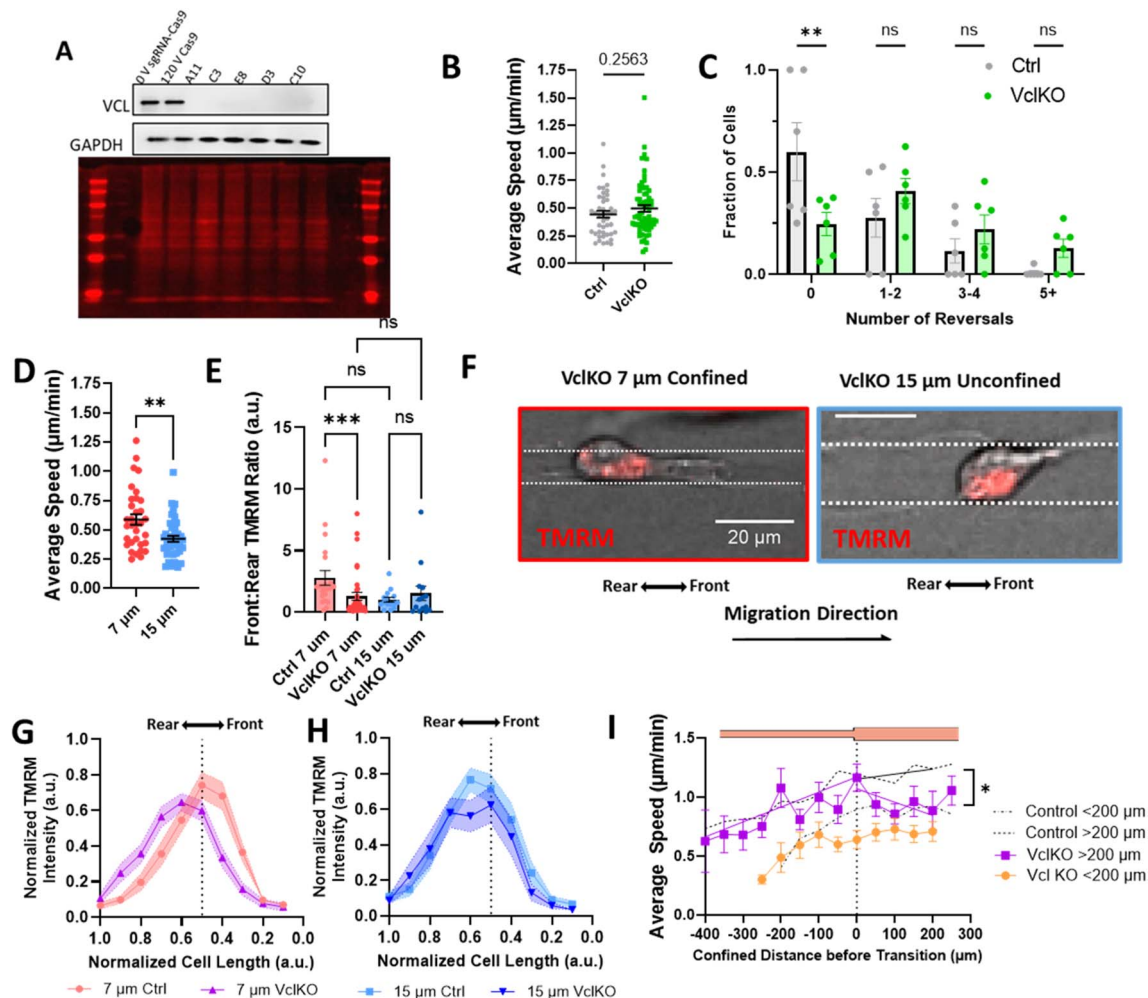 A
0 V sgRNA-Cas9
120 V Cas9
A11
C3
E8
D3
C10
VCL
GAPDH
B
0.2563
Average Speed (µm/min)
1.75
1.50
1.25
1.00
0.75
0.50
0.25
0.00
Ctrl
VclKO
C
** ns ns ns
Ctrl
VclKO
Fraction of Cells
1.0
0.5
0.0
0 1-2 3-4 5+
Number of Reversals
D
**
Average Speed (µm/min)
1.75
1.50
1.25
1.00
0.75
0.50
0.25
0.00
7 µm
15 µm
E
ns
ns
*** ns
Front:Rear TMRM Ratio (a.u.)
15
10
5
0
Ctrl 7 um
VclKO 7 um
Ctrl 15 um
VclKO 15 um
F
VclKO 7 µm Confined
VclKO 15 µm Unconfined
TMRM
20 µm
TMRM
Rear Front
Rear Front
Migration Direction
G
Rear Front
Normalized TMRM
Intensity (a.u.)
1.0
0.8
0.6
0.4
0.2
0.0
1.0 0.8 0.6 0.4 0.2 0.0
Normalized Cell Length (a.u.)
7 µm Ctrl
7 µm VclKO
H
Rear Front
Normalized TMRM
Intensity (a.u.)
1.0
0.8
0.6
0.4
0.2
0.0
1.0 0.8 0.6 0.4 0.2 0.0
Normalized Cell Length (a.u.)
15 µm Ctrl
15 µm VclKO
I
Average Speed (µm/min)
1.5
1.0
0.5
0.0
-400 -300 -200 -100 0 100 200 300
Confined Distance before Transition (µm)
*
Control <200 µm
Control >200 µm
VclKO >200 µm
Vcl KO <200 µm